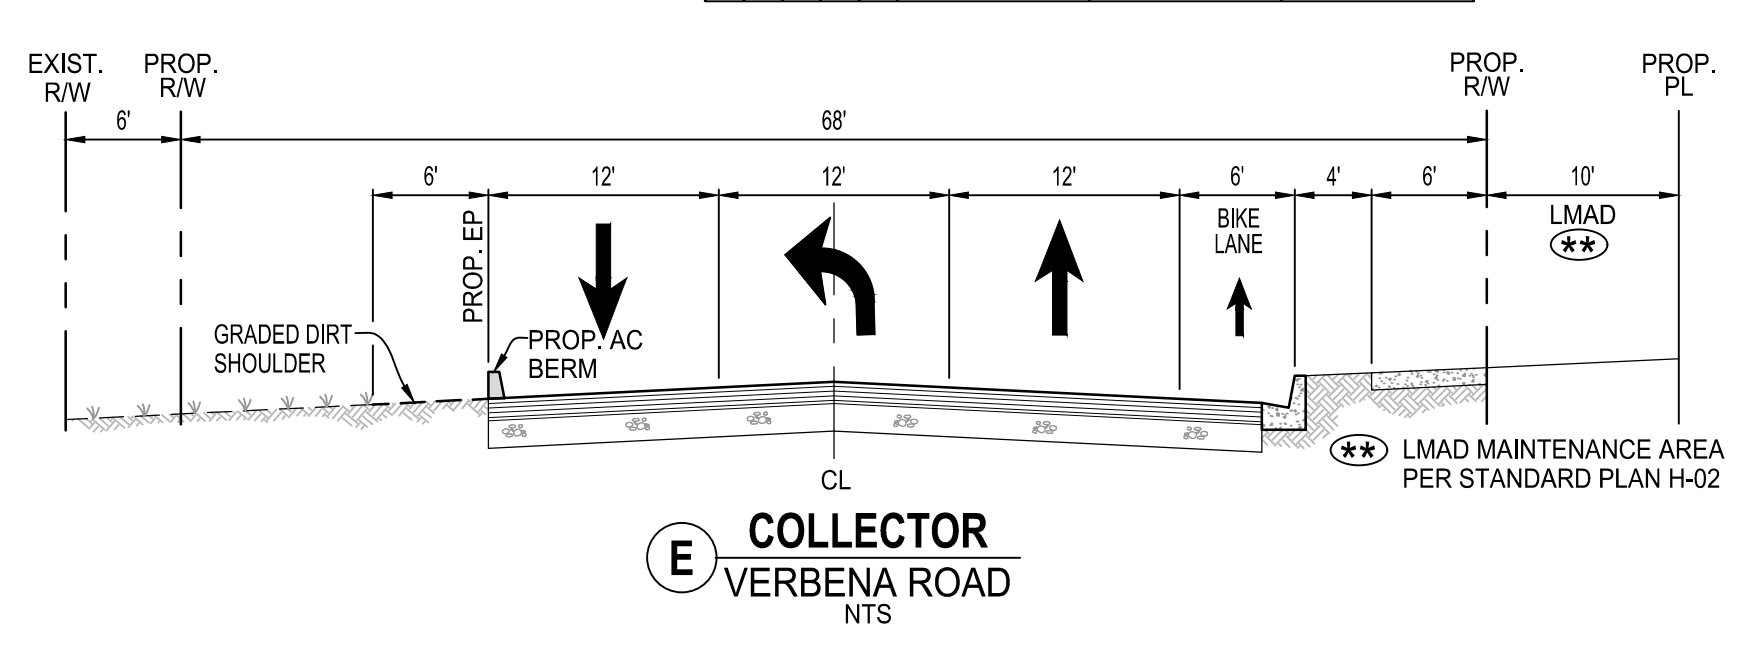 EXIST. PROP. PROP. PROP.
R/W R/W R/W PL
6' 68'
6' 12' 12' 12' 6' 4' 6' 10'
PROP. EP
BIKE
LANE
LMAD
**
GRADED DIRT
SHOULDER
PROP. AC
BERM
CL
** LMAD MAINTENANCE AREA
PER STANDARD PLAN H-02
E COLLECTOR
VERBENA ROAD
NTS